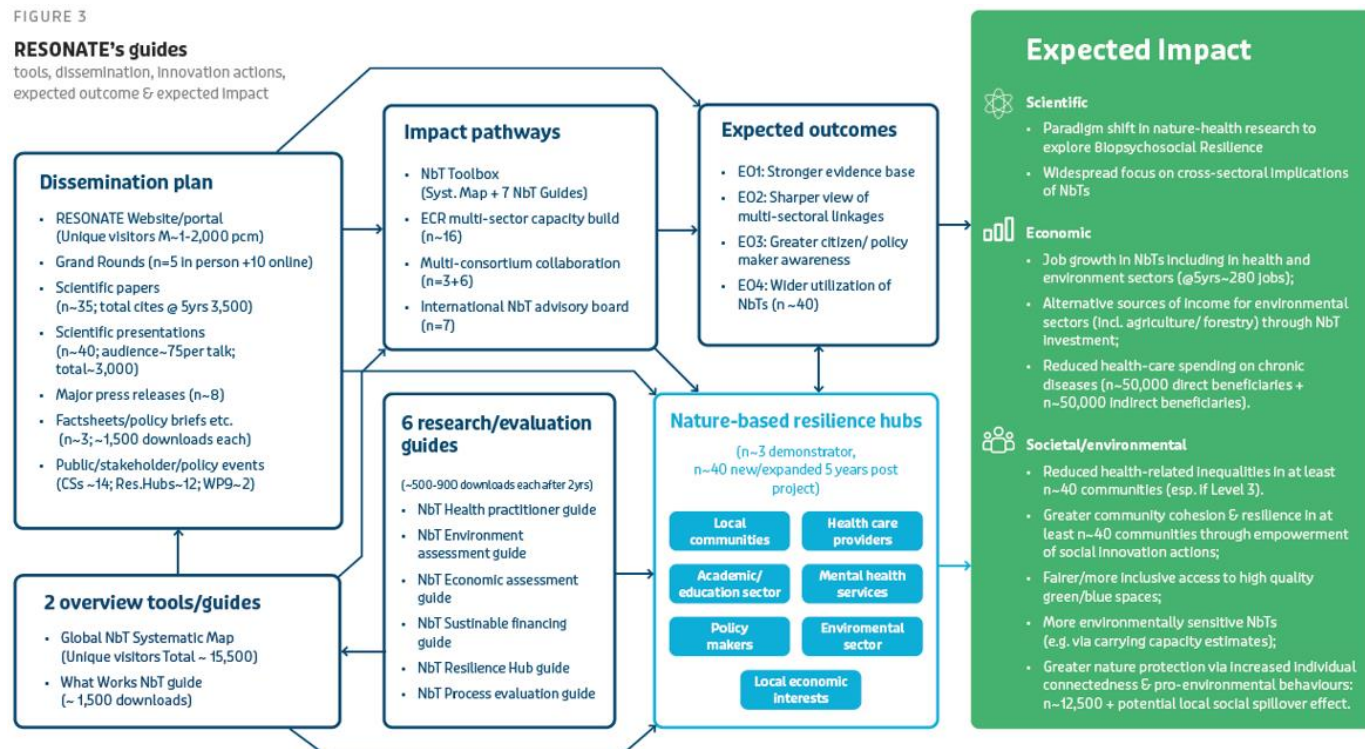 FIGURE 3
RESONATE's guides
tools, dissemination, innovation actions,
expected outcome & expected impact
Dissemination plan
• RESONATE Website/portal
(Unique visitors M~1-2,000 pcm)
• Grand Rounds (n=5 in person +10 online)
• Scientific papers
(n~35; total cites @ 5yrs 3,500)
• Scientific presentations
(n~40; audience~75per talk;
total~3,000)
• Major press releases (n~8)
• Factsheets/policy briefs etc.
(n~3; ~1,500 downloads each)
• Public/stakeholder/policy events
(CSs ~14; Res.Hubs~12; WP9~2)
2 overview tools/guides
• Global NbT Systematic Map
(Unique visitors Total ~ 15,500)
• What Works NbT guide
(~ 1,500 downloads)
Impact pathways
• NbT Toolbox
(Syst. Map + 7 NbT Guides)
• ECR multi-sector capacity build
(n~16)
• Multi-consortium collaboration
(n=3+6)
• International NbT advisory board
(n=7)
6 research/evaluation
guides
(~500-900 downloads each after 2yrs)
• NbT Health practitioner guide
• NbT Environment
assessment guide
• NbT Economic assessment
guide
• NbT Sustinable financing
guide
• NbT Resilience Hub guide
• NbT Process evaluation guide
Expected outcomes
• EO1: Stronger evidence base
• EO2: Sharper view of
multi-sectoral linkages
• EO3: Greater citizen/ policy
maker awareness
• EO4: Wider utilization of
NbTs (n ~40)
Nature-based resilience hubs
(n~3 demonstrator,
n~40 new/expanded 5 years post
project)
Local
communities
Health care
providers
Academic/
education sector
Mental health
services
Policy
makers
Enviromental
sector
Local economic
interests
Expected Impact
Scientific
• Paradigm shift in nature-health research to
explore Biopsychosocial Resilience
• Widespread focus on cross-sectoral implications
of NbTs
Economic
• Job growth in NbTs including in health and
environment sectors (@5yrs~280 jobs);
• Alternative sources of income for environmental
sectors (incl. agriculture/ forestry) through NbT
investment;
• Reduced health-care spending on chronic
diseases (n~50,000 direct beneficiaries +
n~50,000 indirect beneficiaries).
Societal/environmental
• Reduced health-related inequalities in at least
n~40 communities (esp. if Level 3).
• Greater community cohesion & resilience in at
least n~40 communities through empowerment
of social innovation actions;
• Fairer/more inclusive access to high quality
green/blue spaces;
• More environmentally sensitive NbTs
(e.g. via carrying capacity estimates);
• Greater nature protection via increased individual
connectedness & pro-environmental behaviours:
n~12,500 + potential local social spillover effect.